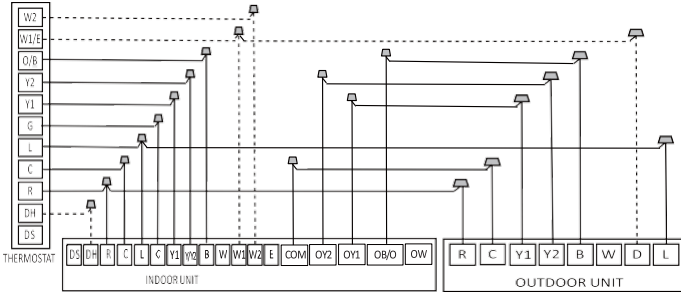 W2
W1/E
O/B
Y2
Y1
G
L
C
R
DH
DS
THERMOSTAT
DS DH R C L G Y1 Y/Y2 B W W1 W2 E COM OY2 OY1 OB/O OW
INDOOR UNIT
R C Y1 Y2 B W D L
OUTDOOR UNIT